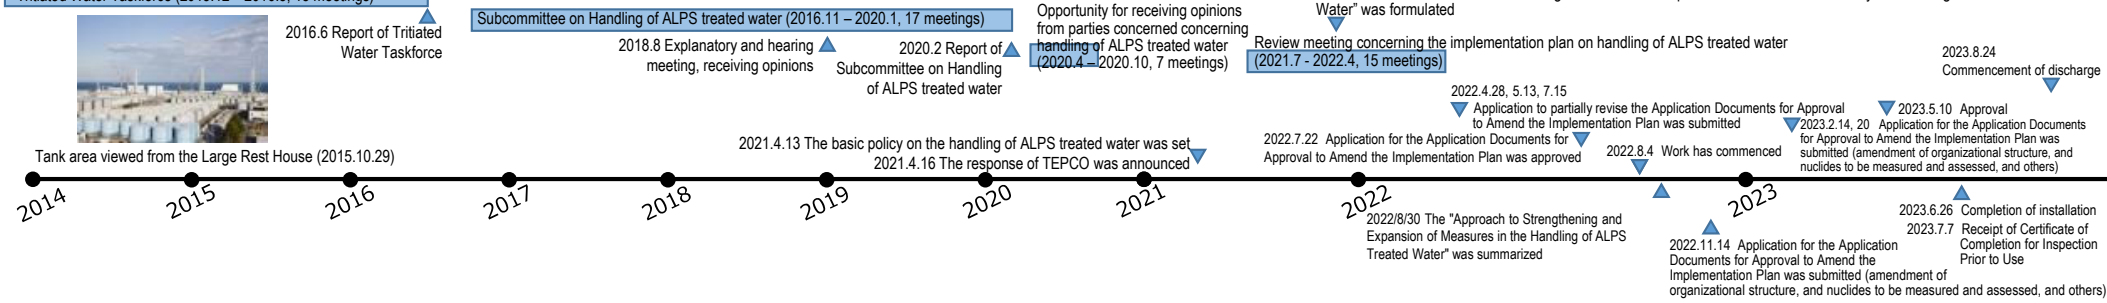 2016.6 Report of Tritiated
Water Taskforce
Subcommittee on Handling of ALPS treated water (2016.11 – 2020.1, 17 meetings)
2018.8 Explanatory and hearing
meeting, receiving opinions
2020.2 Report of
Subcommittee on Handling
of ALPS treated water
Opportunity for receiving opinions
from parties concerned concerning
handling of ALPS treated water
(2020.4 – 2020.10, 7 meetings)
Water” was formulated
Review meeting concerning the implementation plan on handling of ALPS treated water
(2021.7 - 2022.4, 15 meetings)
2023.8.24
Commencement of discharge
2022.4.28, 5.13, 7.15
Application to partially revise the Application Documents for Approval
to Amend the Implementation Plan was submitted
2023.5.10 Approval
2023.2.14, 20 Application for the Application Documents
for Approval to Amend the Implementation Plan was
submitted (amendment of organizational structure, and
nuclides to be measured and assessed, and others)
2021.4.13 The basic policy on the handling of ALPS treated water was set
2021.4.16 The response of TEPCO was announced
2022.7.22 Application for the Application Documents for
Approval to Amend the Implementation Plan was approved
2022.8.4 Work has commenced
Tank area viewed from the Large Rest House (2015.10.29)
2014
2015
2016
2017
2018
2019
2020
2021
2022
2023
2022/8/30 The "Approach to Strengthening and
Expansion of Measures in the Handling of ALPS
Treated Water" was summarized
2022.11.14 Application for the Application
Documents for Approval to Amend the
Implementation Plan was submitted (amendment of
organizational structure, and nuclides to be measured and assessed, and others)
2023.6.26 Completion of installation
2023.7.7 Receipt of Certificate of
Completion for Inspection
Prior to Use